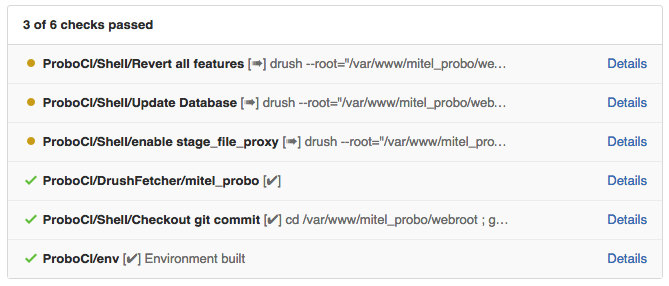 3 of 6 checks passed
ProboCI/Shell/Revert all features [➠] drush --root="/var/www/mitel_probo/we… Details
ProboCI/Shell/Update Database [➠] drush --root="/var/www/mitel_probo/web… Details
ProboCI/Shell/enable stage_file_proxy [➠] drush --root="/var/www/mitel_pro… Details
ProboCI/DrushFetcher/mitel_probo [✔] Details
ProboCI/Shell/Checkout git commit [✔] cd /var/www/mitel_probo/webroot ; g… Details
ProboCI/env [✔] Environment built Details